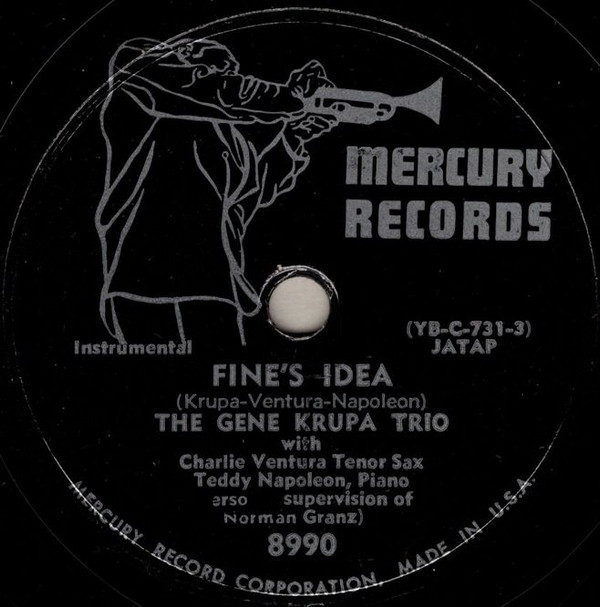 MERCURY
RECORDS
Instrumental
(YB-C-731-3)
JATAP
FINE'S IDEA
(Krupa-Ventura-Napoleon)
THE GENE KRUPA TRIO
with
Charlie Ventura Tenor Sax
Teddy Napoleon, Piano
erso supervision of
Norman Granz)
8990
MERCURY RECORD CORPORATION, MADE IN U.S.A.